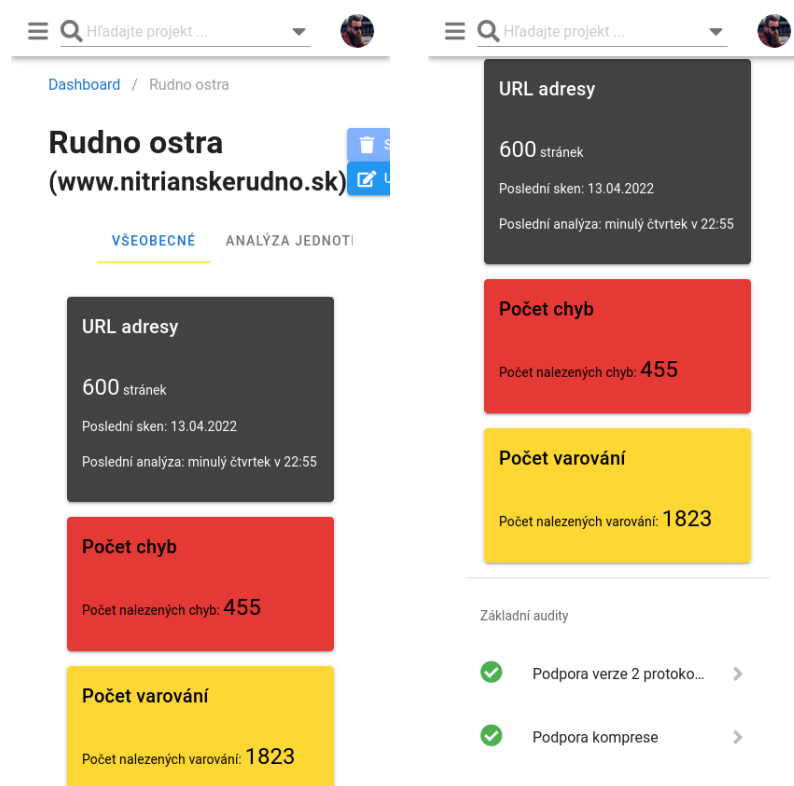 Hľadajte projekt ...
Dashboard / Rudno ostra
Rudno ostra
(www.nitrianskerudno.sk)
S
U
VŠEOBECNÉ ANALÝZA JEDNOTI
URL adresy
600 stránek
Poslední sken: 13.04.2022
Poslední analýza: minulý čtvrtek v 22:55
Počet chyb
Počet nalezených chyb: 455
Počet varování
Počet nalezených varování: 1823
Hľadajte projekt ...
URL adresy
600 stránek
Poslední sken: 13.04.2022
Poslední analýza: minulý čtvrtek v 22:55
Počet chyb
Počet nalezených chyb: 455
Počet varování
Počet nalezených varování: 1823
Základní audity
Podpora verze 2 protoko...
Podpora komprese